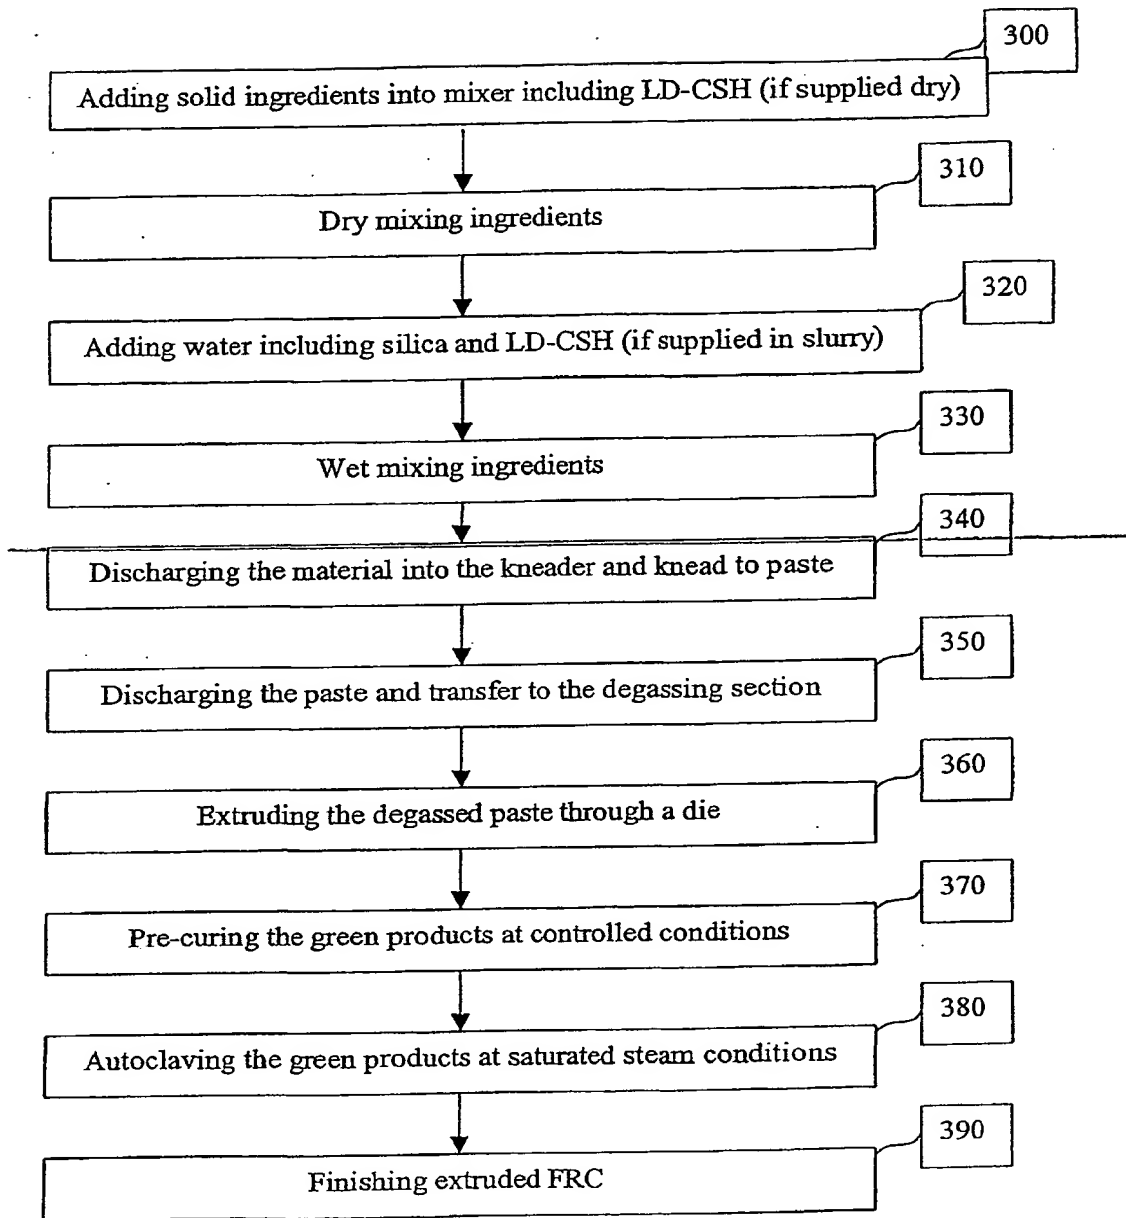 300
Adding solid ingredients into mixer including LD-CSH (if supplied dry)
310
Dry mixing ingredients
320
Adding water including silica and LD-CSH (if supplied in slurry)
330
Wet mixing ingredients
340
Discharging the material into the kneader and knead to paste
350
Discharging the paste and transfer to the degassing section
360
Extruding the degassed paste through a die
370
Pre-curing the green products at controlled conditions
380
Autoclaving the green products at saturated steam conditions
390
Finishing extruded FRC